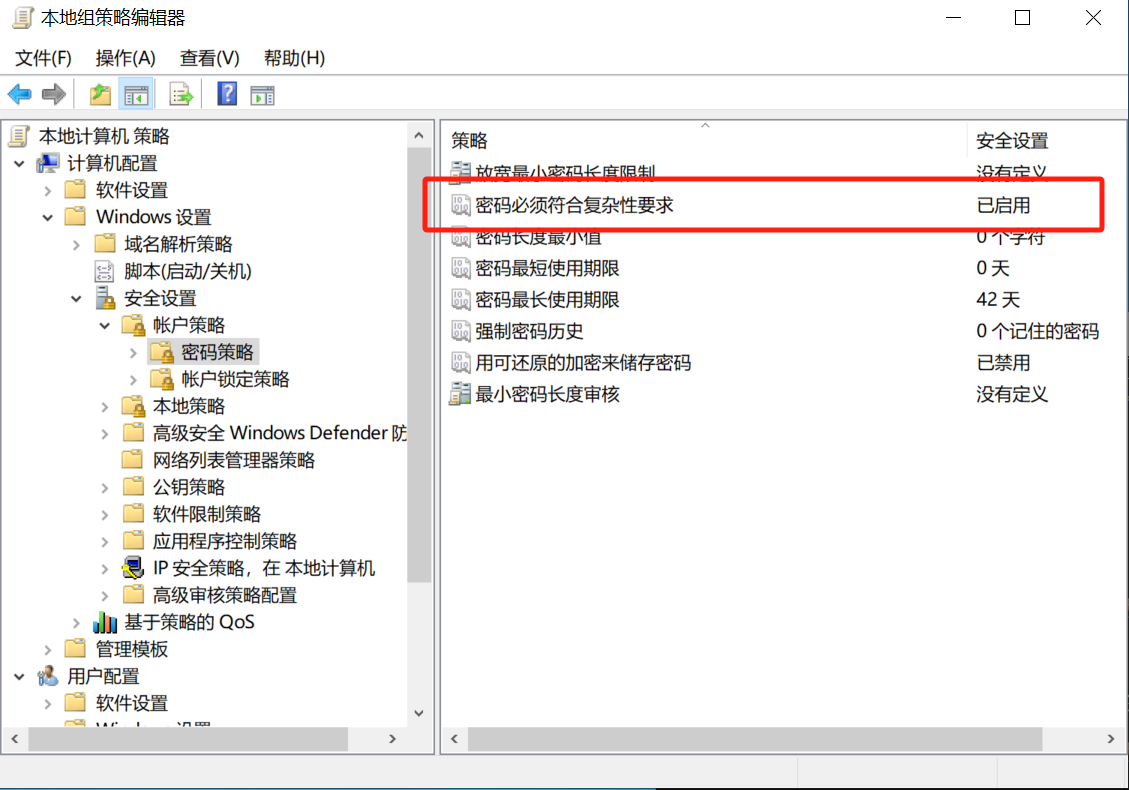 本地组策略编辑器
文件(F) 操作(A) 查看(V) 帮助(H)
本地计算机 策略
计算机配置
软件设置
Windows 设置
域名解析策略
脚本(启动/关机)
安全设置
帐户策略
密码策略
帐户锁定策略
本地策略
高级安全 Windows Defender 防
网络列表管理器策略
公钥策略
软件限制策略
应用程序控制策略
IP 安全策略，在 本地计算机
高级审核策略配置
基于策略的 QoS
管理模板
用户配置
软件设置
Windows 设置
策略 安全设置
放宽最小密码长度限制 没有定义
密码必须符合复杂性要求 已启用
密码长度最小值 0 个字符
密码最短使用期限 0 天
密码最长使用期限 42 天
强制密码历史 0 个记住的密码
用可还原的加密来储存密码 已禁用
最小密码长度审核 没有定义